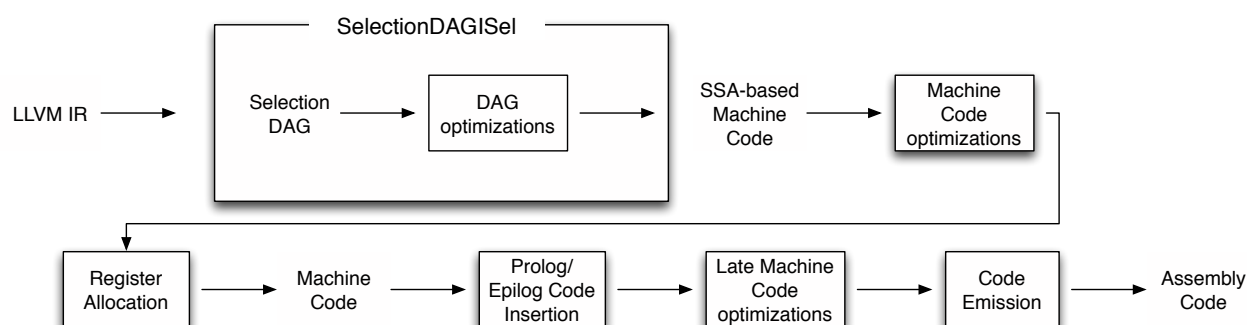 SelectionDAGISel
LLVM IR
Selection
DAG
DAG
optimizations
SSA-based
Machine
Code
Machine
Code
optimizations
Register
Allocation
Machine
Code
Prolog/
Epilog Code
Insertion
Late Machine
Code
optimizations
Code
Emission
Assembly
Code